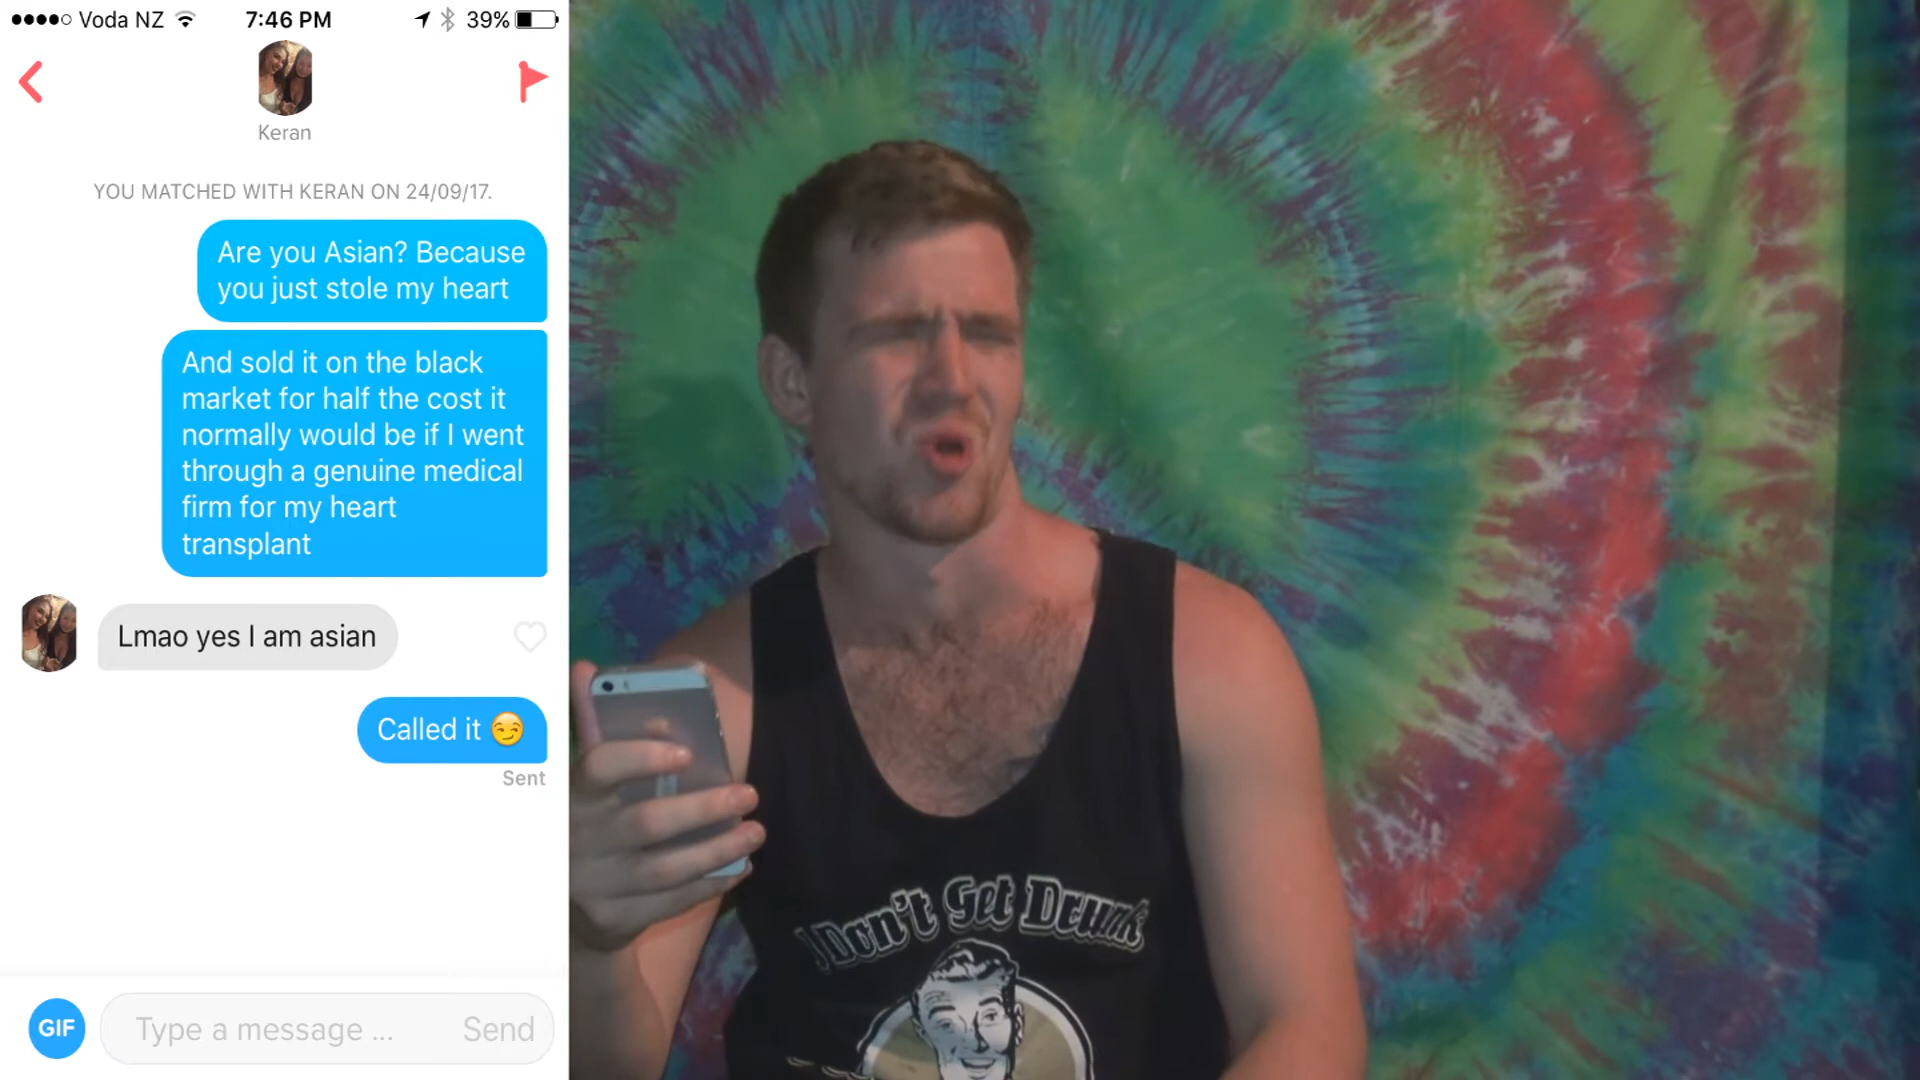 Voda NZ 7:46 PM 39%
Keran
YOU MATCHED WITH KERAN ON 24/09/17.
Are you Asian? Because
you just stole my heart
And sold it on the black
market for half the cost it
normally would be if I went
through a genuine medical
firm for my heart
transplant
Lmao yes I am asian
Called it 😏
Sent
GIF Type a message ... Send
I Don't Get Drunk